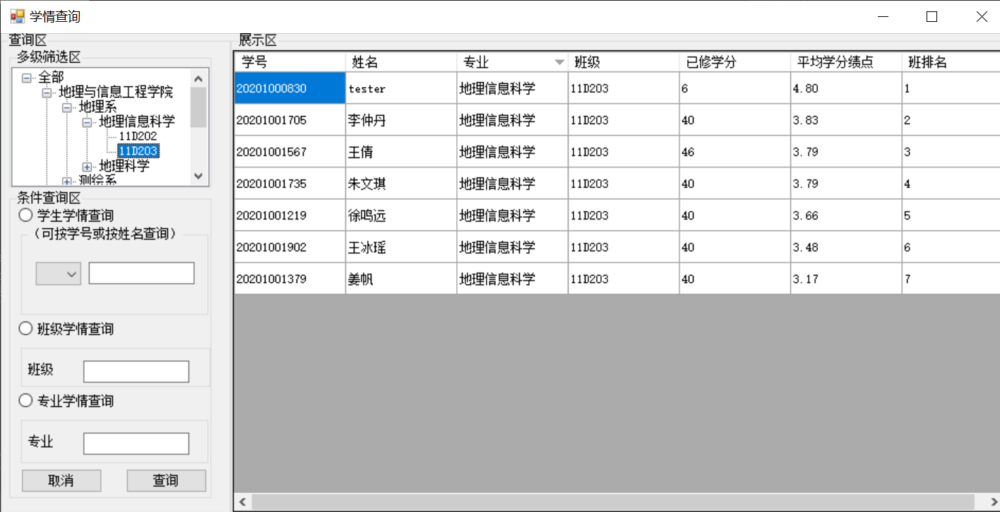 学情查询
查询区
多级筛选区
全部
地理与信息工程学院
地理系
地理信息科学
11D202
11D203
地理科学
测绘系
条件查询区
学生学情查询
（可按学号或按姓名查询）
班级学情查询
班级
专业学情查询
专业
取消 查询
展示区
学号 姓名 专业 班级 已修学分 平均学分绩点 班排名
20201000830 tester 地理信息科学 11D203 6 4.80 1
20201001705 李仲丹 地理信息科学 11D203 40 3.83 2
20201001567 王倩 地理信息科学 11D203 46 3.79 3
20201001735 朱文琪 地理信息科学 11D203 40 3.79 4
20201001219 徐鸣远 地理信息科学 11D203 40 3.66 5
20201001902 王冰瑶 地理信息科学 11D203 40 3.48 6
20201001379 姜帆 地理信息科学 11D203 40 3.17 7